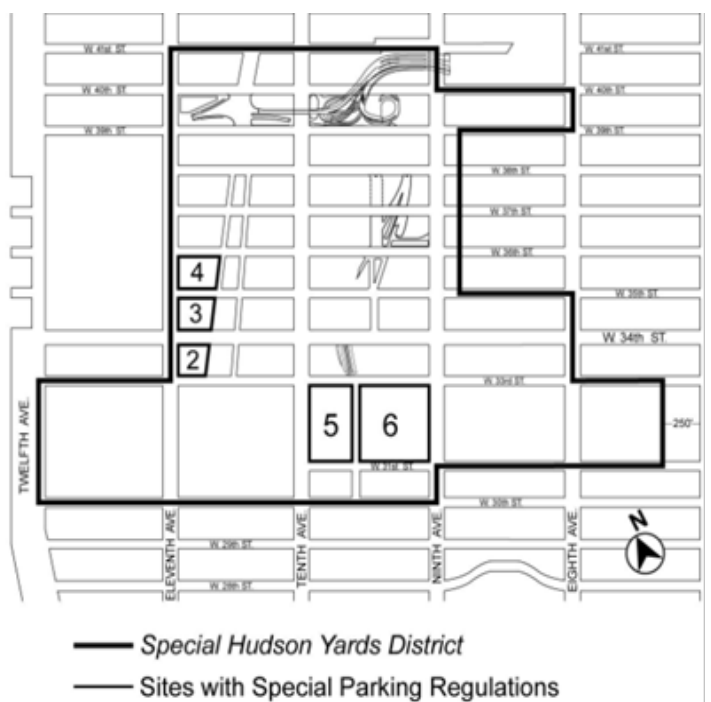 W. 41st ST.
W. 41st ST.
W. 40th ST.
W. 40th ST.
W. 39th ST.
W. 39th ST.
W. 38th ST.
W. 37th ST.
W. 36th ST.
4
W. 35th ST.
3
W. 34th ST.
2
W. 33rd ST.
TWELFTH AVE.
5
6
250'
W. 31st ST.
W. 30th ST.
ELEVENTH AVE.
TENTH AVE.
NINTH AVE.
EIGHTH AVE.
N
W. 29th ST.
W. 28th ST.
Special Hudson Yards District
Sites with Special Parking Regulations